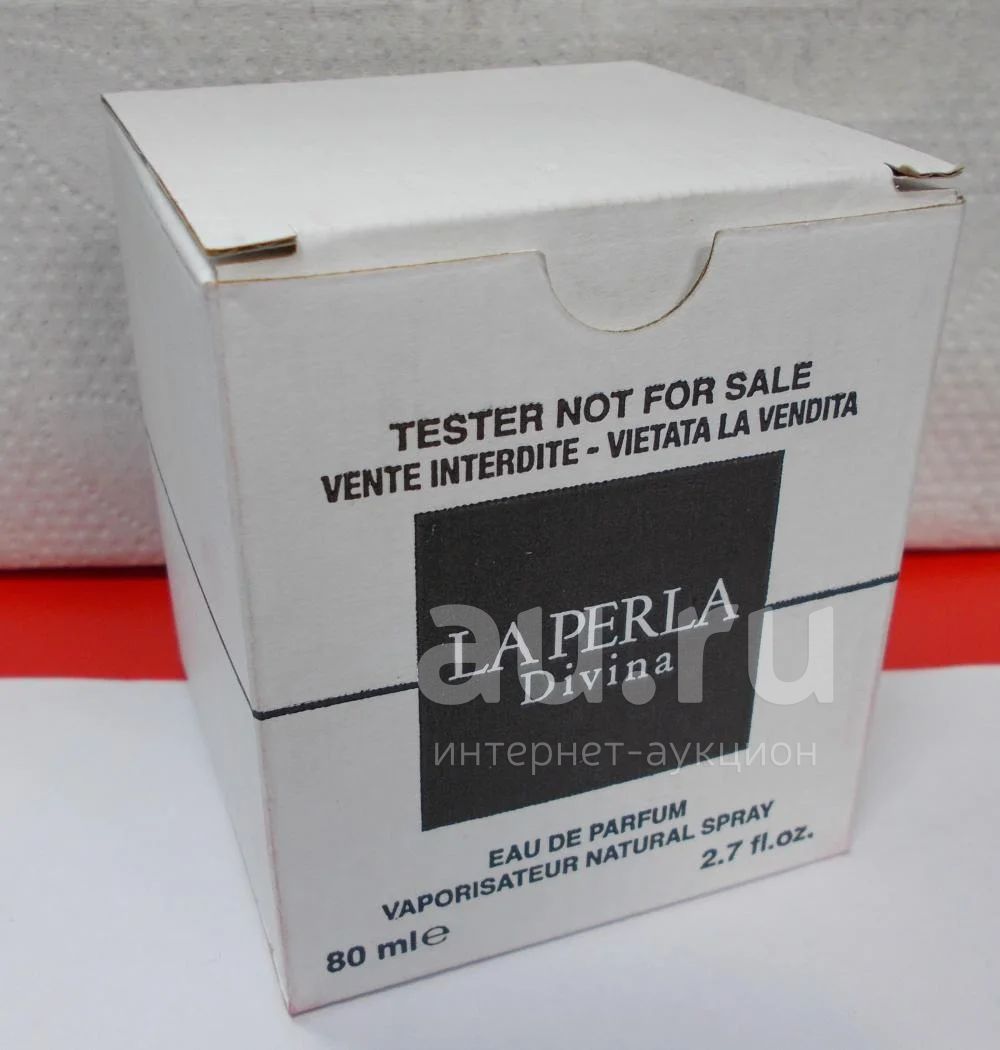 TESTER NOT FOR SALE
VENTE INTERDITE - VIETATA LA VENDITA
LA PERLA
Divina
au.ru
интернет-аукцион
EAU DE PARFUM
VAPORISATEUR NATURAL SPRAY
80 ml℮ 2.7 fl.oz.